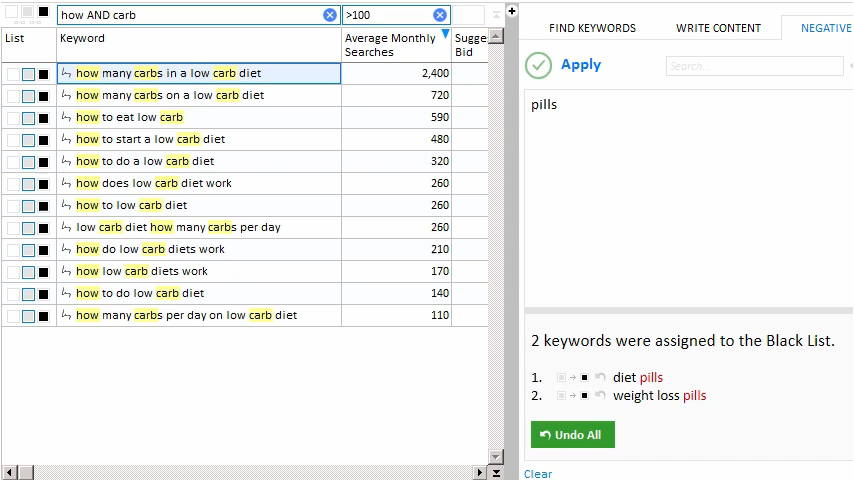 how AND carb >100
FIND KEYWORDS WRITE CONTENT NEGATIVE
List Keyword Average Monthly Searches Sugge Bid
Apply Search...
how many carbs in a low carb diet 2,400
how many carbs on a low carb diet 720
how to eat low carb 590
how to start a low carb diet 480
how to do a low carb diet 320
how does low carb diet work 260
how to low carb diet 260
low carb diet how many carbs per day 260
how do low carb diets work 210
how low carb diets work 170
how to do low carb diet 140
how many carbs per day on low carb diet 110
pills
2 keywords were assigned to the Black List.
1. diet pills
2. weight loss pills
Undo All
Clear